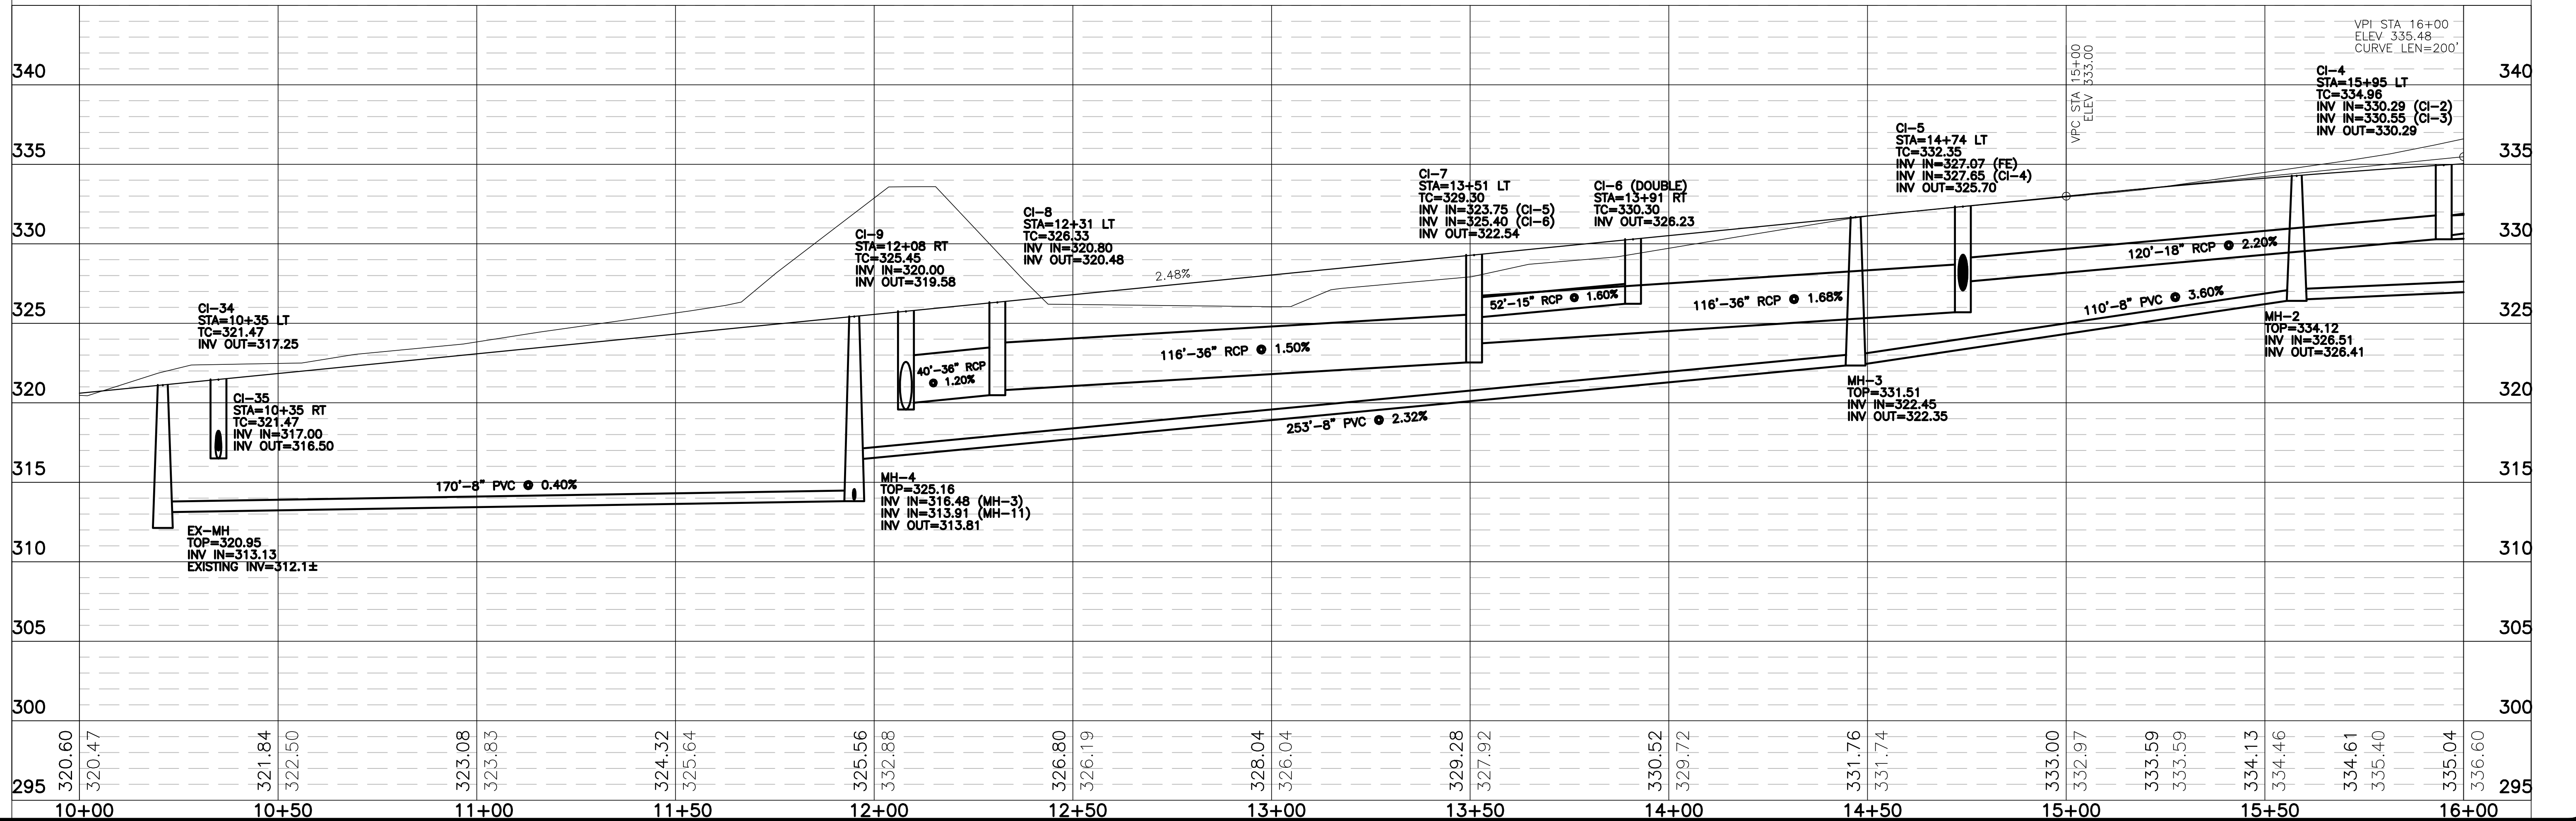 VPI STA 16+00
ELEV 335.48
CURVE LEN=200'
VPC STA 15+00
ELEV 333.00
340
335
330
325
320
315
310
305
300
295
340
335
330
325
320
315
310
305
300
295
CI-34
STA=10+35 LT
TC=321.47
INV OUT=317.25
CI-35
STA=10+35 RT
TC=321.47
INV IN=317.00
INV OUT=316.50
EX-MH
TOP=320.95
INV IN=313.13
EXISTING INV=312.1±
170'-8" PVC @ 0.40%
CI-9
STA=12+08 RT
TC=325.45
INV IN=320.00
INV OUT=319.58
CI-8
STA=12+31 LT
TC=326.33
INV IN=320.80
INV OUT=320.48
40'-36" RCP
@ 1.20%
MH-4
TOP=325.16
INV IN=316.48 (MH-3)
INV IN=313.91 (MH-11)
INV OUT=313.81
2.48%
116'-36" RCP @ 1.50%
253'-8" PVC @ 2.32%
CI-7
STA=13+51 LT
TC=329.30
INV IN=323.75 (CI-5)
INV IN=325.40 (CI-6)
INV OUT=322.54
CI-6 (DOUBLE)
STA=13+91 RT
TC=330.30
INV OUT=326.23
52'-15" RCP @ 1.60%
116'-36" RCP @ 1.68%
CI-5
STA=14+74 LT
TC=332.35
INV IN=327.07 (FE)
INV IN=327.65 (CI-4)
INV OUT=325.70
MH-3
TOP=331.51
INV IN=322.45
INV OUT=322.35
120'-18" RCP @ 2.20%
110'-8" PVC @ 3.60%
CI-4
STA=15+95 LT
TC=334.96
INV IN=330.29 (CI-2)
INV IN=330.55 (CI-3)
INV OUT=330.29
MH-2
TOP=334.12
INV IN=326.51
INV OUT=326.41
320.60
320.47
321.84
322.50
323.08
323.83
324.32
325.64
325.56
332.88
326.80
326.19
328.04
326.04
329.28
327.92
330.52
329.72
331.76
331.74
333.00
332.97
333.59
333.59
334.13
334.46
334.61
335.40
335.04
336.60
10+00
10+50
11+00
11+50
12+00
12+50
13+00
13+50
14+00
14+50
15+00
15+50
16+00